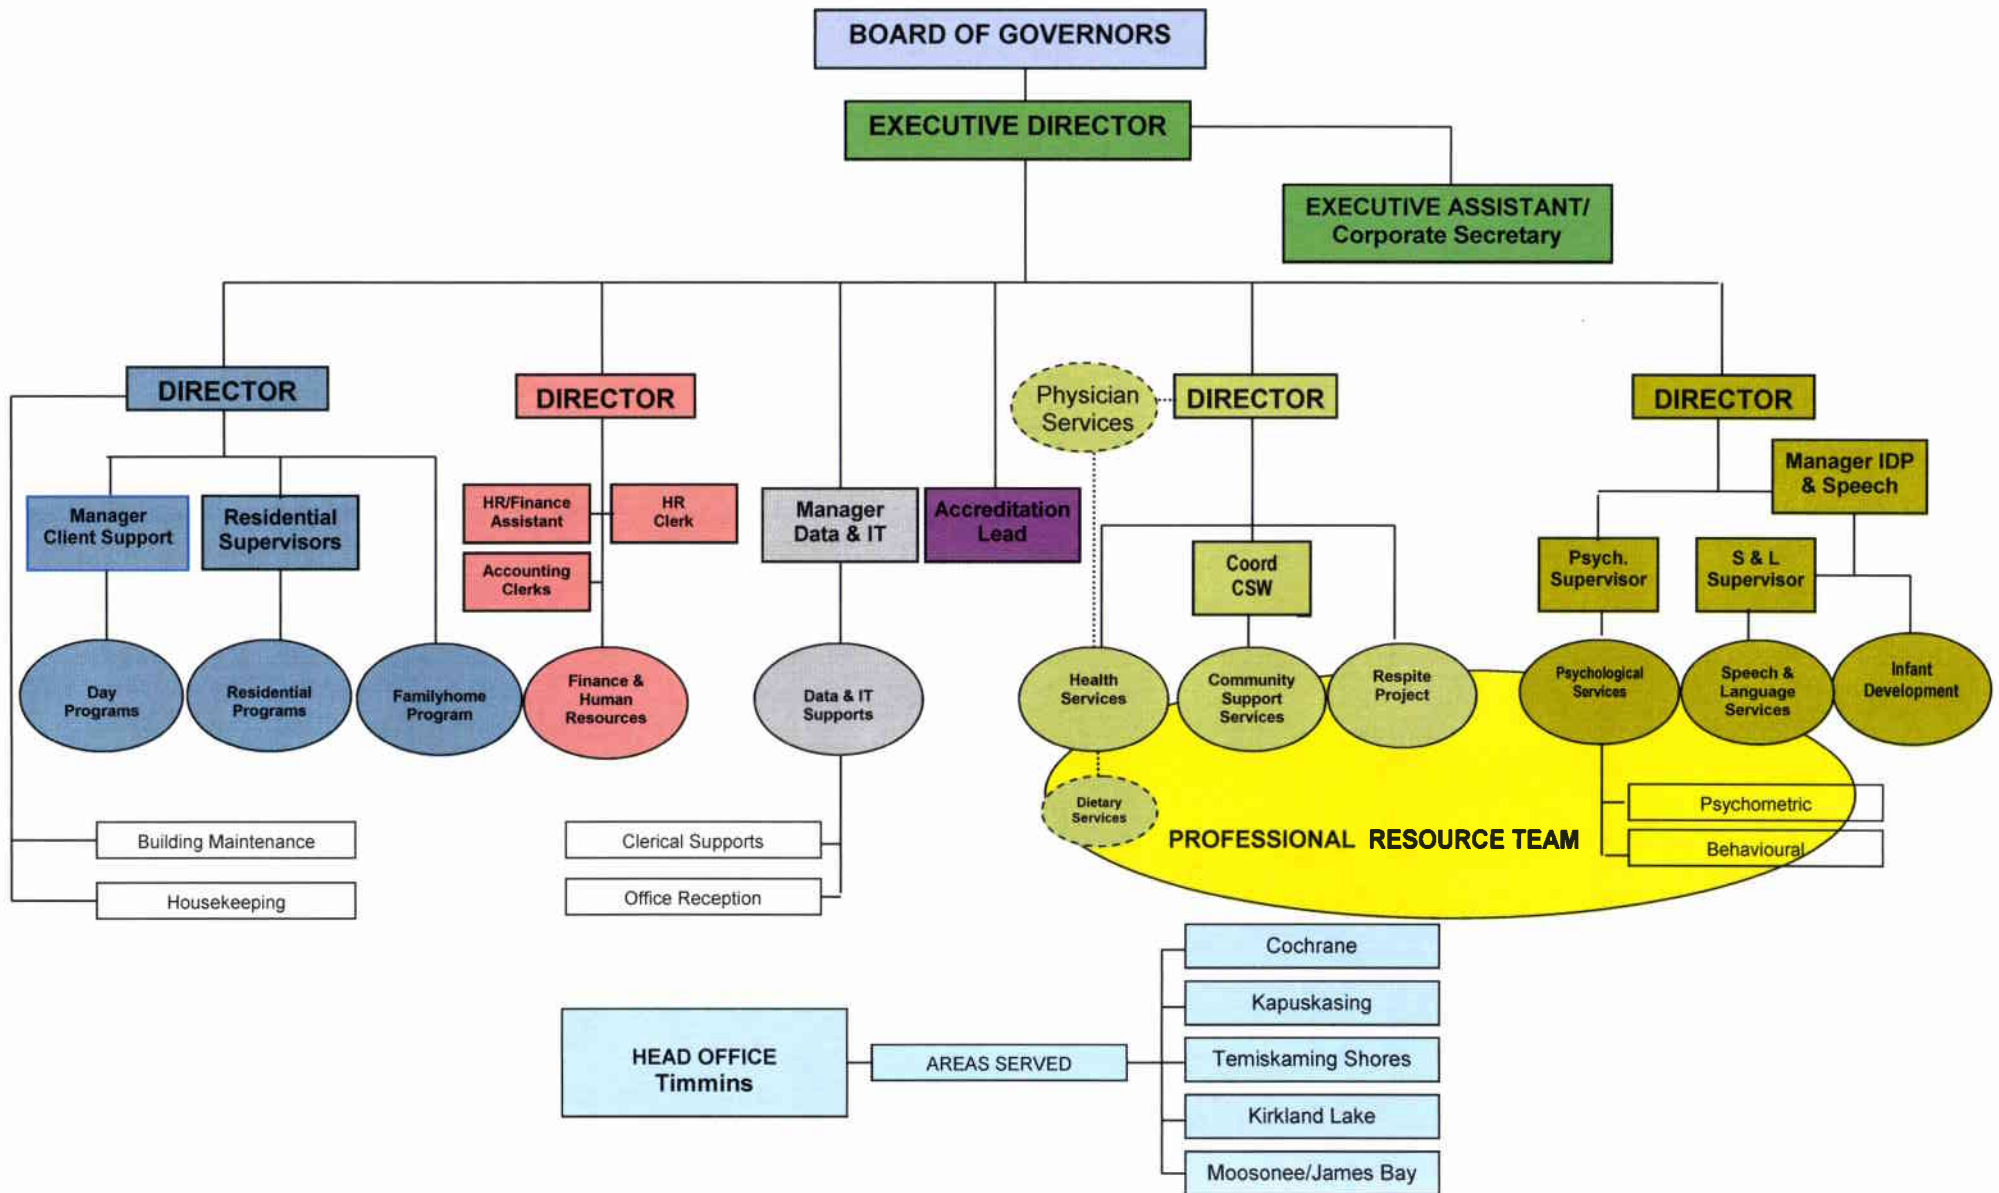 BOARD OF GOVERNORS
EXECUTIVE DIRECTOR
EXECUTIVE ASSISTANT/
Corporate Secretary
DIRECTOR
DIRECTOR
Physician
Services
DIRECTOR
DIRECTOR
Manager IDP
& Speech
Manager
Client Support
Residential
Supervisors
HR/Finance
Assistant
HR
Clerk
Accounting
Clerks
Manager
Data & IT
Accreditation
Lead
Coord
CSW
Psych.
Supervisor
S & L
Supervisor
Day
Programs
Residential
Programs
Familyhome
Program
Finance &
Human
Resources
Data & IT
Supports
Health
Services
Community
Support
Services
Respite
Project
Psychological
Services
Speech &
Language
Services
Infant
Development
Dietary
Services
PROFESSIONAL RESOURCE TEAM
Psychometric
Behavioural
Building Maintenance
Housekeeping
Clerical Supports
Office Reception
HEAD OFFICE
Timmins
AREAS SERVED
Cochrane
Kapuskasing
Temiskaming Shores
Kirkland Lake
Moosonee/James Bay